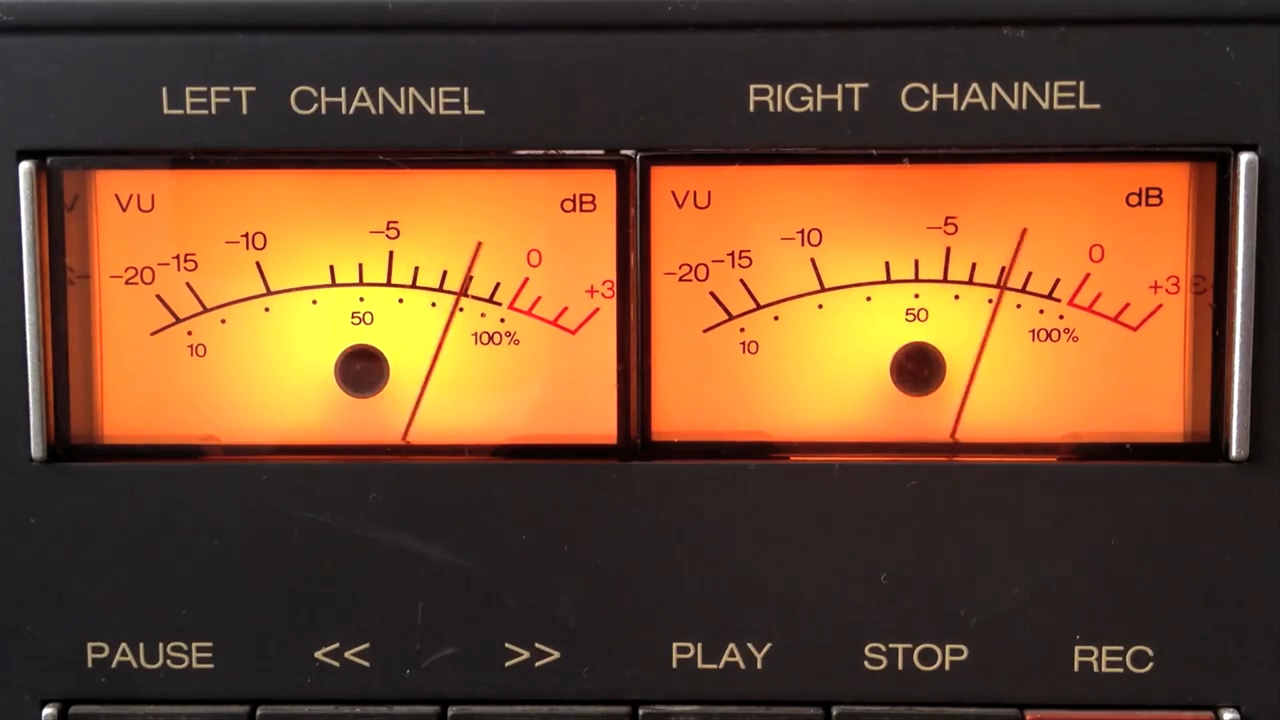 LEFT CHANNEL
RIGHT CHANNEL
VU
dB
-20
-15
-10
-5
0
+3
10
50
100%
VU
dB
-20
-15
-10
-5
0
+3
10
50
100%
PAUSE
<<
>>
PLAY
STOP
REC